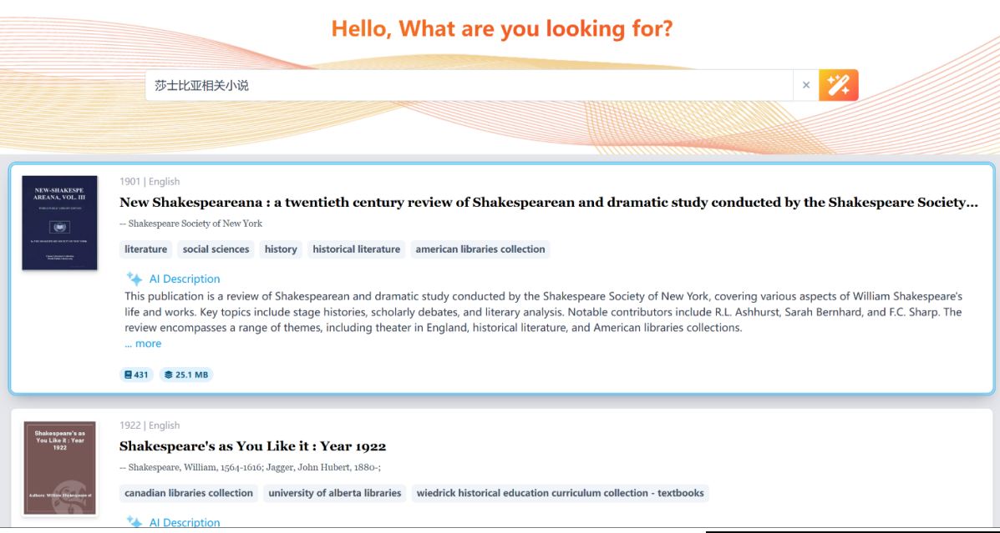 Hello, What are you looking for?
莎士比亚相关小说
×
NEW-SHAKESPE
AREANA, VOL. III
1901 | English
New Shakespeareana : a twentieth century review of Shakespearean and dramatic study conducted by the Shakespeare Society...
-- Shakespeare Society of New York
literature social sciences history historical literature american libraries collection
AI Description
This publication is a review of Shakespearean and dramatic study conducted by the Shakespeare Society of New York, covering various aspects of William Shakespeare's
life and works. Key topics include stage histories, scholarly debates, and literary analysis. Notable contributors include R.L. Ashhurst, Sarah Bernhard, and F.C. Sharp. The
review encompasses a range of themes, including theater in England, historical literature, and American libraries collections.
... more
431 25.1 MB
Shakespeare's as
You Like it : Year
1922
1922 | English
Shakespeare's as You Like it : Year 1922
-- Shakespeare, William, 1564-1616; Jagger, John Hubert, 1880-;
canadian libraries collection university of alberta libraries wiedrick historical education curriculum collection - textbooks
AI Description